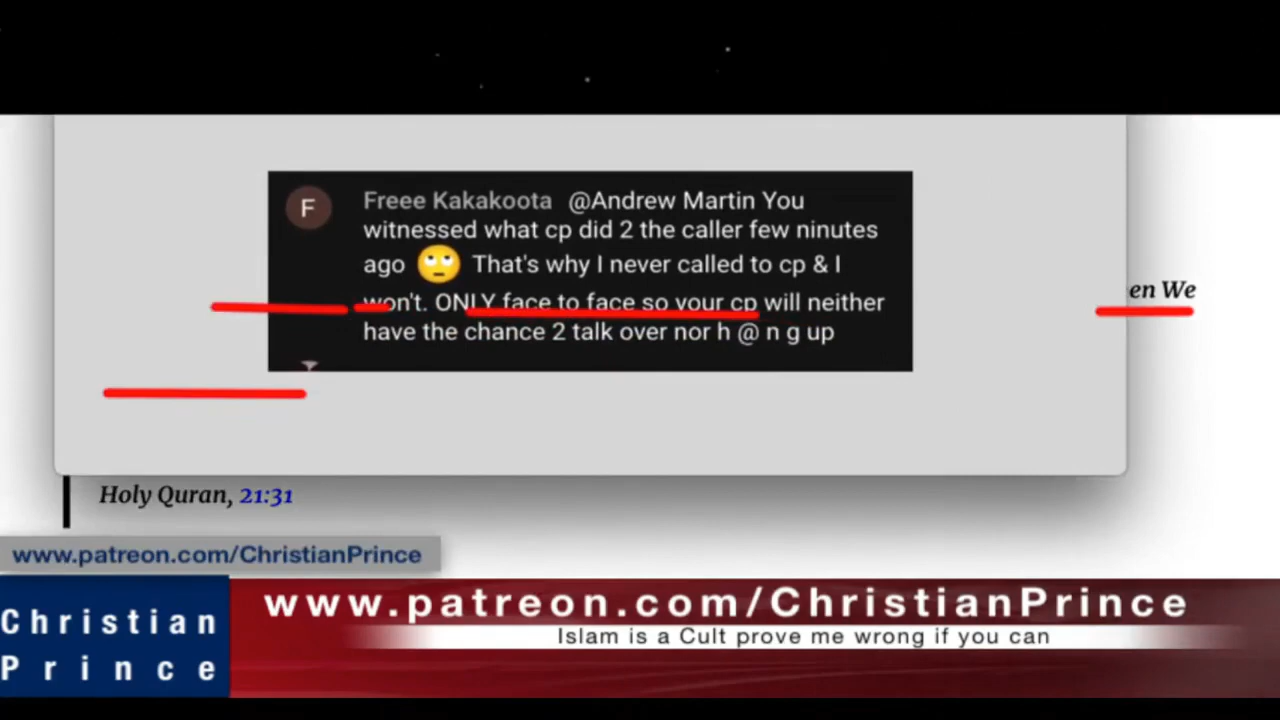 F
Freee Kakakoota @Andrew Martin You
witnessed what cp did 2 the caller few ninutes
ago 🙄 That's why I never called to cp & I
won't. ONLY face to face so your cp will neither
have the chance 2 talk over nor h @ n g up
en We
Holy Quran, 21:31
www.patreon.com/ChristianPrince
Christian
Prince
www.patreon.com/ChristianPrince
Islam is a Cult prove me wrong if you can